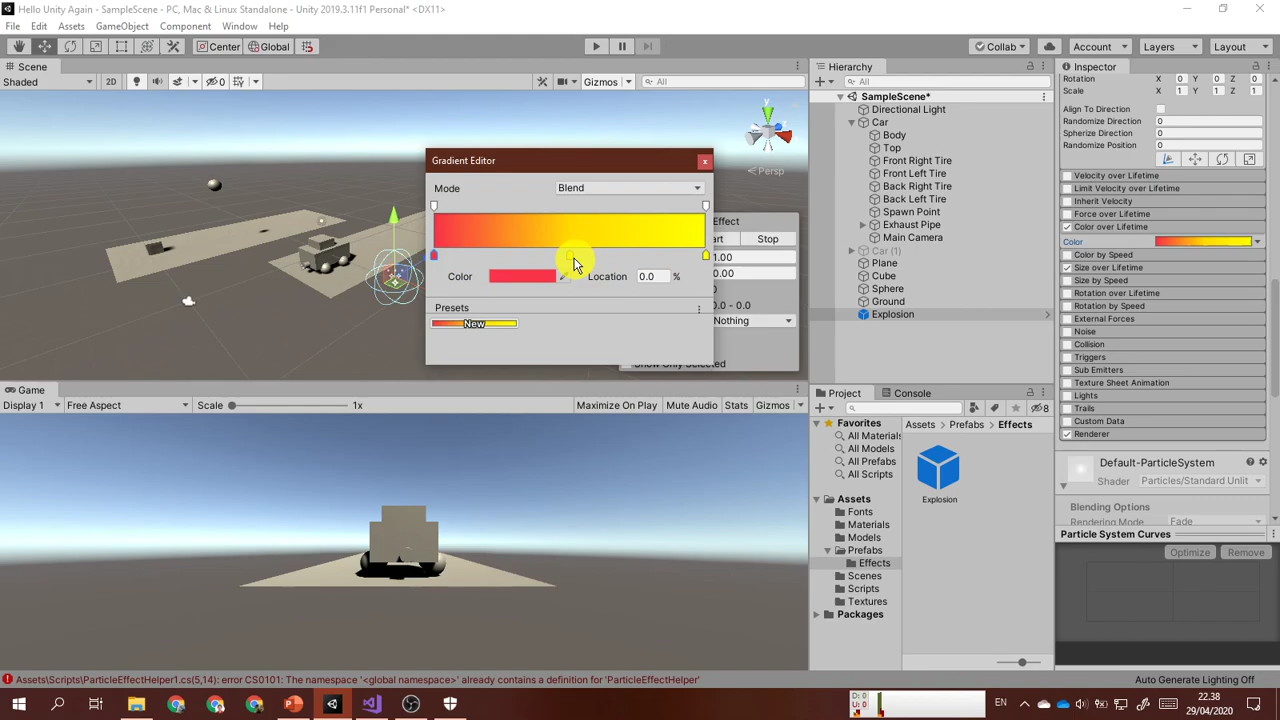 Hello Unity Again - SampleScene - PC, Mac & Linux Standalone - Unity 2019.3.11f1 Personal* <DX11>
File Edit Assets GameObject Component Window Help
Center Global Collab Account Layers Layout
Scene
Shaded 2D 0 Gizmos All
y
Persp
Gradient Editor x
Mode Blend
Color Location 0.0 %
Presets
New
Effect
art Stop
1.00
0.00
0
0.0 - 0.0
Nothing
Show Only Selected
Game
Display 1 Free Aspect Scale 1x Maximize On Play Mute Audio Stats Gizmos
Hierarchy
All
SampleScene*
Directional Light
Car
Body
Top
Front Right Tire
Front Left Tire
Back Right Tire
Back Left Tire
Spawn Point
Exhaust Pipe
Main Camera
Car (1)
Plane
Cube
Sphere
Ground
Explosion
Project Console
8
Favorites
All Materials
All Models
All Prefabs
All Scripts
Assets
Fonts
Materials
Models
Prefabs
Effects
Scenes
Scripts
Textures
Packages
Assets Prefabs Effects
Explosion
Inspector
Rotation X 0 Y 0 Z 0
Scale X 1 Y 1 Z 1
Align To Direction
Randomize Direction 0
Spherize Direction 0
Randomize Position 0
Velocity over Lifetime
Limit Velocity over Lifetime
Inherit Velocity
Force over Lifetime
Color over Lifetime
Color
Color by Speed
Size over Lifetime
Size by Speed
Rotation over Lifetime
Rotation by Speed
External Forces
Noise
Collision
Triggers
Sub Emitters
Texture Sheet Animation
Lights
Trails
Custom Data
Renderer
Default-ParticleSystem
Shader Particles/Standard Unlit
Blending Options
Rendering Mode Fade
Particle System Curves
Optimize Remove
Assets\Scripts\ParticleEffectHelper1.cs(5,14): error CS0101: The namespace '<global namespace>' already contains a definition for 'ParticleEffectHelper'
Auto Generate Lighting Off
D: 0
U: 0
EN
22.38
29/04/2020